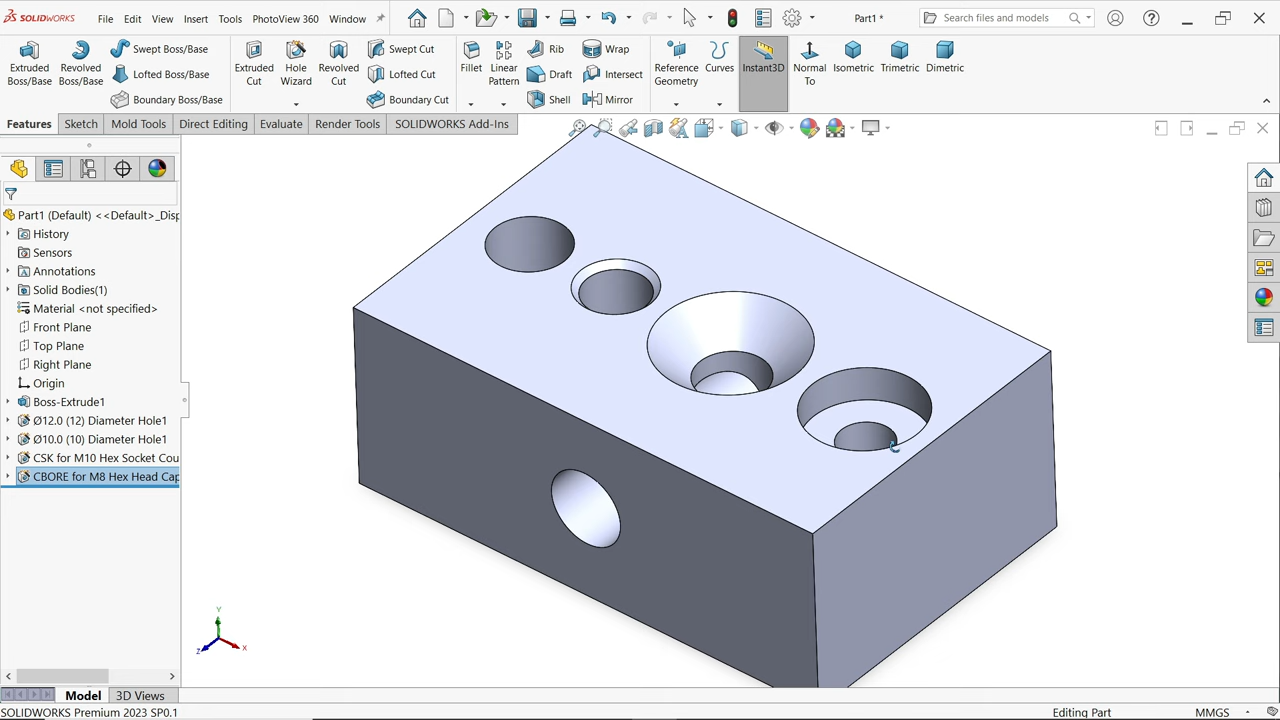 SOLIDWORKS File Edit View Insert Tools PhotoView 360 Window Part1 * Search files and models
Extruded Boss/Base
Revolved Boss/Base
Swept Boss/Base
Lofted Boss/Base
Boundary Boss/Base
Extruded Cut
Hole Wizard
Revolved Cut
Swept Cut
Lofted Cut
Boundary Cut
Fillet
Linear Pattern
Rib
Draft
Shell
Wrap
Intersect
Mirror
Reference Geometry
Curves
Instant3D
Normal To
Isometric
Trimetric
Dimetric
Features Sketch Mold Tools Direct Editing Evaluate Render Tools SOLIDWORKS Add-Ins
Part1 (Default) <<Default>_Disp
History
Sensors
Annotations
Solid Bodies(1)
Material <not specified>
Front Plane
Top Plane
Right Plane
Origin
Boss-Extrude1
Ø12.0 (12) Diameter Hole1
Ø10.0 (10) Diameter Hole1
CSK for M10 Hex Socket Cou
CBORE for M8 Hex Head Cap
Y
Z X
Model 3D Views
SOLIDWORKS Premium 2023 SP0.1 Editing Part MMGS